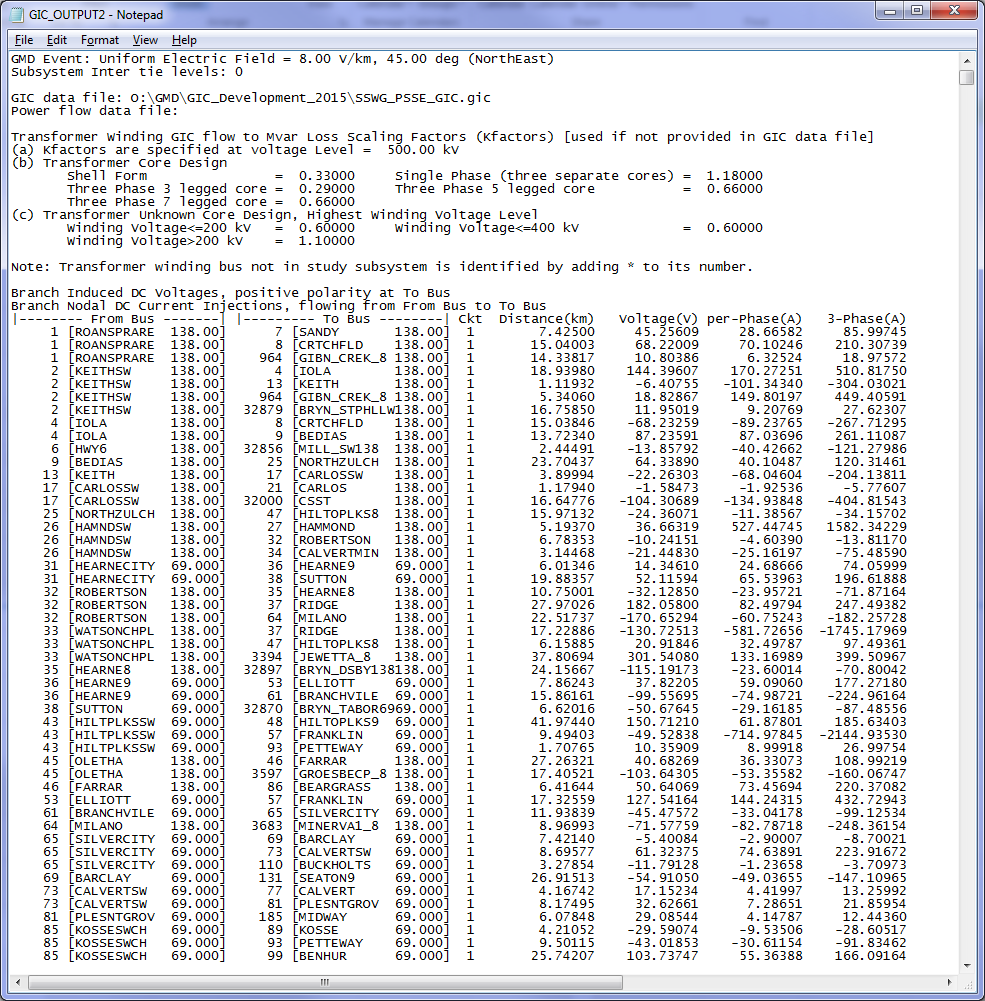 GIC_OUTPUT2 - Notepad
File Edit Format View Help
GMD Event: Uniform Electric Field = 8.00 V/km, 45.00 deg (NorthEast)
Subsystem Inter tie levels: 0
GIC data file: O:\GMD\GIC_Development_2015\SSWG_PSSE_GIC.gic
Power flow data file:
Transformer Winding GIC flow to Mvar Loss Scaling Factors (Kfactors) [used if not provided in GIC data file]
(a) Kfactors are specified at Voltage Level = 500.00 kV
(b) Transformer Core Design
Shell Form = 0.33000 Single Phase (three separate cores) = 1.18000
Three Phase 3 legged core = 0.29000 Three Phase 5 legged core = 0.66000
Three Phase 7 legged core = 0.66000
(c) Transformer Unknown Core Design, Highest Winding Voltage Level
Winding Voltage<=200 kV = 0.60000 Winding Voltage<=400 kV = 0.60000
Winding Voltage>200 kV = 1.10000
Note: Transformer winding bus not in study subsystem is identified by adding * to its number.
Branch Induced DC Voltages, positive polarity at To Bus
Branch Nodal DC Current Injections, flowing from From Bus to To Bus
|-------- From Bus -------| |--------- To Bus --------| Ckt Distance(km) Voltage(V) per-Phase(A) 3-Phase(A)
1 [ROANSPRARE 138.00] 7 [SANDY 138.00] 1 7.42500 45.25609 28.66582 85.99745
1 [ROANSPRARE 138.00] 8 [CRTCHFLD 138.00] 1 15.04003 68.22009 70.10246 210.30739
1 [ROANSPRARE 138.00] 964 [GIBN_CREK_8 138.00] 1 14.33817 10.80386 6.32524 18.97572
2 [KEITHSW 138.00] 4 [IOLA 138.00] 1 18.93980 144.39607 170.27251 510.81750
2 [KEITHSW 138.00] 13 [KEITH 138.00] 1 1.11932 -6.40755 -101.34340 -304.03021
2 [KEITHSW 138.00] 964 [GIBN_CREK_8 138.00] 1 5.34060 18.82867 149.80197 449.40591
2 [KEITHSW 138.00] 32879 [BRYN_STPHLLW138.00] 1 16.75850 11.95019 9.20769 27.62307
4 [IOLA 138.00] 8 [CRTCHFLD 138.00] 1 15.03846 -68.23259 -89.23765 -267.71295
4 [IOLA 138.00] 9 [BEDIAS 138.00] 1 13.72340 87.23591 87.03696 261.11087
6 [HWY6 138.00] 32856 [MILL_SW138 138.00] 1 2.44491 -13.85792 -40.42662 -121.27986
9 [BEDIAS 138.00] 25 [NORTHZULCH 138.00] 1 23.70437 64.33890 40.10487 120.31461
13 [KEITH 138.00] 17 [CARLOSSW 138.00] 1 3.89994 -22.26303 -68.04604 -204.13811
17 [CARLOSSW 138.00] 21 [CARLOS 138.00] 1 1.17940 -1.58473 -1.92536 -5.77607
17 [CARLOSSW 138.00] 32000 [CSST 138.00] 1 16.64776 -104.30689 -134.93848 -404.81543
25 [NORTHZULCH 138.00] 47 [HILTOPLKS8 138.00] 1 15.97132 -24.36071 -11.38567 -34.15702
26 [HAMNDSW 138.00] 27 [HAMMOND 138.00] 1 5.19370 36.66319 527.44745 1582.34229
26 [HAMNDSW 138.00] 32 [ROBERTSON 138.00] 1 6.78353 -10.24151 -4.60390 -13.81170
26 [HAMNDSW 138.00] 34 [CALVERTMIN 138.00] 1 3.14468 -21.44830 -25.16197 -75.48590
31 [HEARNECITY 69.000] 36 [HEARNE9 69.000] 1 6.01346 14.34610 24.68666 74.05999
31 [HEARNECITY 69.000] 38 [SUTTON 69.000] 1 19.88357 52.11594 65.53963 196.61888
32 [ROBERTSON 138.00] 35 [HEARNE8 138.00] 1 10.75001 -32.12850 -23.95721 -71.87164
32 [ROBERTSON 138.00] 37 [RIDGE 138.00] 1 27.97026 182.05800 82.49794 247.49382
32 [ROBERTSON 138.00] 64 [MILANO 138.00] 1 22.51737 -170.65294 -60.75243 -182.25728
33 [WATSONCHPL 138.00] 37 [RIDGE 138.00] 1 17.22886 -130.72513 -581.72656 -1745.17969
33 [WATSONCHPL 138.00] 47 [HILTOPLKS8 138.00] 1 6.15885 20.91846 32.49787 97.49361
33 [WATSONCHPL 138.00] 3394 [JEWETTA_8 138.00] 1 37.80694 301.54080 133.16989 399.50967
35 [HEARNE8 138.00] 32897 [BRYN_DSBY138138.00] 1 24.15667 -115.19173 -23.60014 -70.80042
36 [HEARNE9 69.000] 53 [ELLIOTT 69.000] 1 7.86243 37.82205 59.09060 177.27180
36 [HEARNE9 69.000] 61 [BRANCHVILE 69.000] 1 15.86161 -99.55695 -74.98721 -224.96164
38 [SUTTON 69.000] 32870 [BRYN_TABOR6969.000] 1 6.62016 -50.67645 -29.16185 -87.48556
43 [HILTPLKSSW 69.000] 48 [HILTOPLKS9 69.000] 1 41.97440 150.71210 61.87801 185.63403
43 [HILTPLKSSW 69.000] 57 [FRANKLIN 69.000] 1 9.49403 -49.52838 -714.97845 -2144.93530
43 [HILTPLKSSW 69.000] 93 [PETTEWAY 69.000] 1 1.70765 10.35909 8.99918 26.99754
45 [OLETHA 138.00] 46 [FARRAR 138.00] 1 27.26321 40.68269 36.33073 108.99219
45 [OLETHA 138.00] 3597 [GROESBECP_8 138.00] 1 17.40521 -103.64305 -53.35582 -160.06747
46 [FARRAR 138.00] 86 [BEARGRASS 138.00] 1 6.41644 50.64069 73.45694 220.37082
53 [ELLIOTT 69.000] 57 [FRANKLIN 69.000] 1 17.32559 127.54164 144.24315 432.72943
61 [BRANCHVILE 69.000] 65 [SILVERCITY 69.000] 1 11.93839 -45.47572 -33.04178 -99.12534
64 [MILANO 138.00] 3683 [MINERVA1_8 138.00] 1 8.96993 -71.57759 -82.78718 -248.36154
65 [SILVERCITY 69.000] 69 [BARCLAY 69.000] 1 7.42140 -5.40084 -2.90007 -8.70021
65 [SILVERCITY 69.000] 73 [CALVERTSW 69.000] 1 8.69577 61.32375 74.63891 223.91672
65 [SILVERCITY 69.000] 110 [BUCKHOLTS 69.000] 1 3.27854 -11.79128 -1.23658 -3.70973
69 [BARCLAY 69.000] 131 [SEATON9 69.000] 1 26.91513 -54.91050 -49.03655 -147.10965
73 [CALVERTSW 69.000] 77 [CALVERT 69.000] 1 4.16742 17.15234 4.41997 13.25992
73 [CALVERTSW 69.000] 81 [PLESNTGROV 69.000] 1 8.17495 32.62661 7.28651 21.85954
81 [PLESNTGROV 69.000] 185 [MIDWAY 69.000] 1 6.07848 29.08544 4.14787 12.44360
85 [KOSSESWCH 69.000] 89 [KOSSE 69.000] 1 4.21052 -29.59074 -9.53506 -28.60517
85 [KOSSESWCH 69.000] 93 [PETTEWAY 69.000] 1 9.50115 -43.01853 -30.61154 -91.83462
85 [KOSSESWCH 69.000] 99 [BENHUR 69.000] 1 25.74207 103.73747 55.36388 166.09164